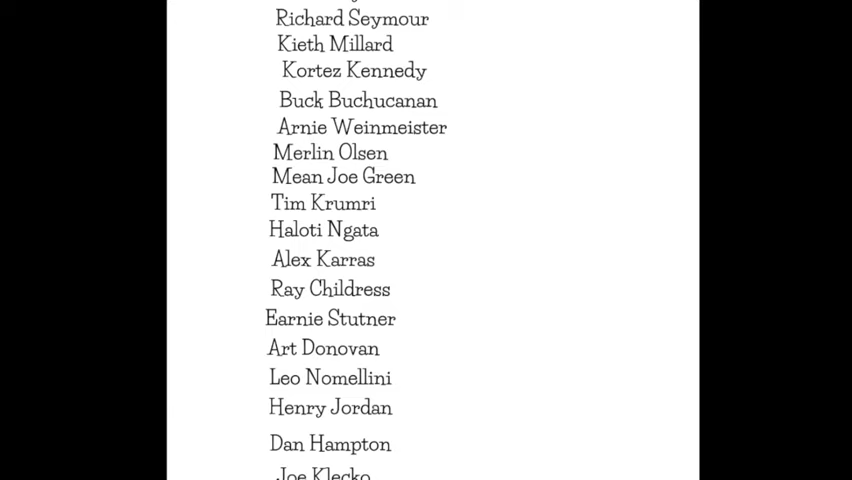 Richard Seymour
Kieth Millard
Kortez Kennedy
Buck Buchucanan
Arnie Weinmeister
Merlin Olsen
Mean Joe Green
Tim Krumri
Haloti Ngata
Alex Karras
Ray Childress
Earnie Stutner
Art Donovan
Leo Nomellini
Henry Jordan
Dan Hampton
Joe Klecko